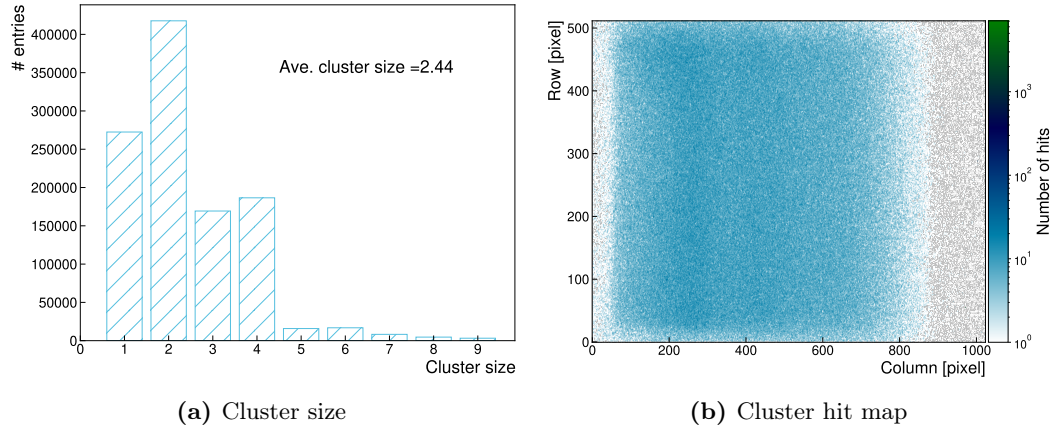 # entries
400000
350000
300000
250000
200000
150000
100000
50000
0
Ave. cluster size =2.44
0 1 2 3 4 5 6 7 8 9
Cluster size
(a) Cluster size
Row [pixel]
500
400
300
200
100
0
0 200 400 600 800 1000
Column [pixel]
10³
10²
10¹
10⁰
Number of hits
(b) Cluster hit map